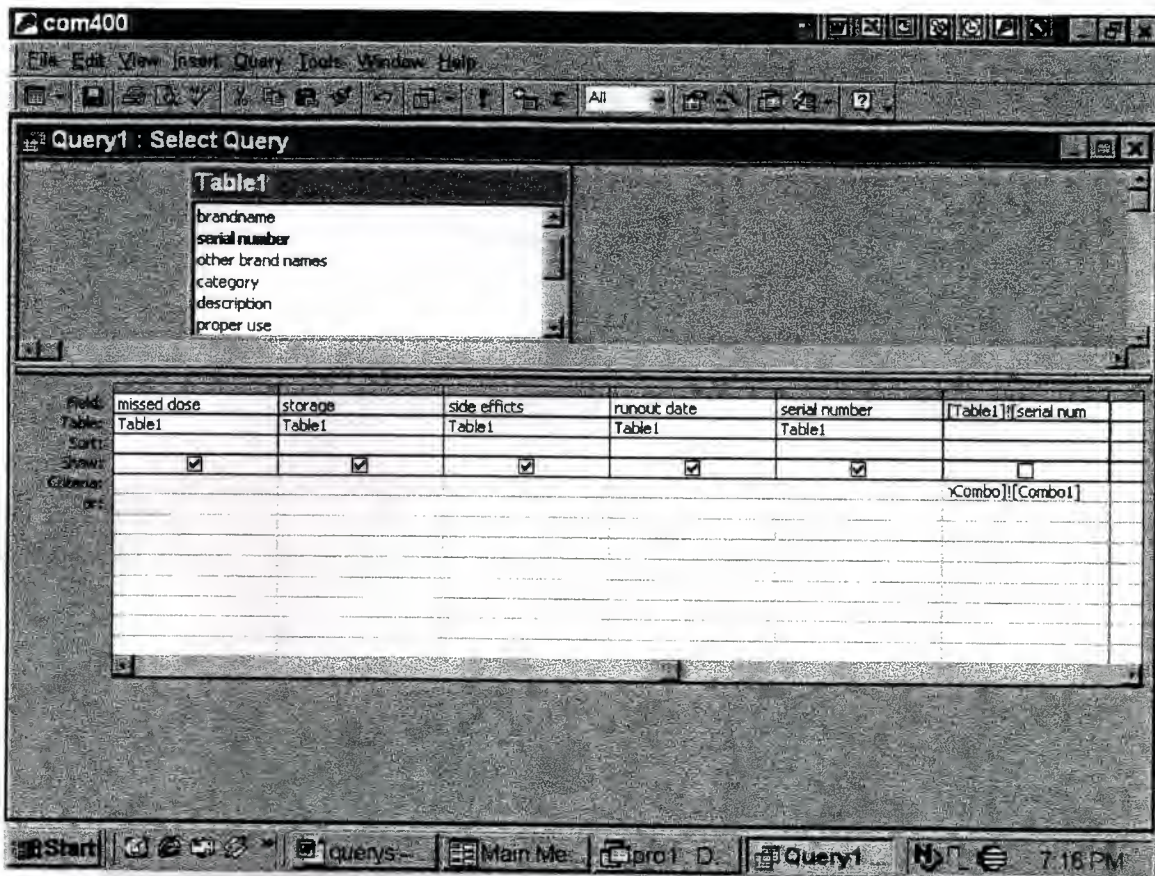 com400
File Edit View Insert Query Tools Window Help
All
Query1 : Select Query
Table1
brandname
serial number
other brand names
category
description
proper use
Field: missed dose storage side efficts runout date serial number [Table1]![serial num
Table: Table1 Table1 Table1 Table1 Table1
Sort:
Show:
Criteria: Combo]![Combo1]
or:
Start querys - Main Me. pro1 : D. Query1 7:16 PM